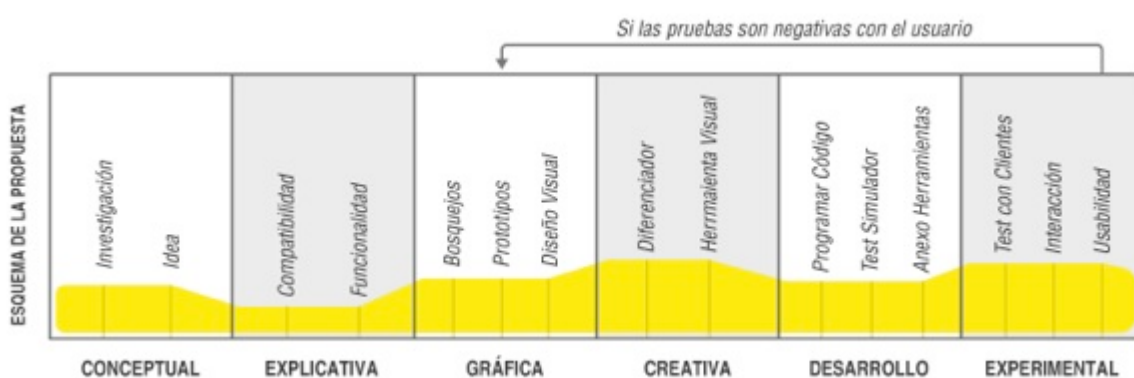 Si las pruebas son negativas con el usuario
ESQUEMA DE LA PROPUESTA
Investigación
Idea
Compatibilidad
Funcionalidad
Bosquejos
Prototipos
Diseño Visual
Diferenciador
Herrmaienta Visual
Programar Código
Test Simulador
Anexo Herramientas
Test con Clientes
Interacción
Usabilidad
CONCEPTUAL
EXPLICATIVA
GRÁFICA
CREATIVA
DESARROLLO
EXPERIMENTAL